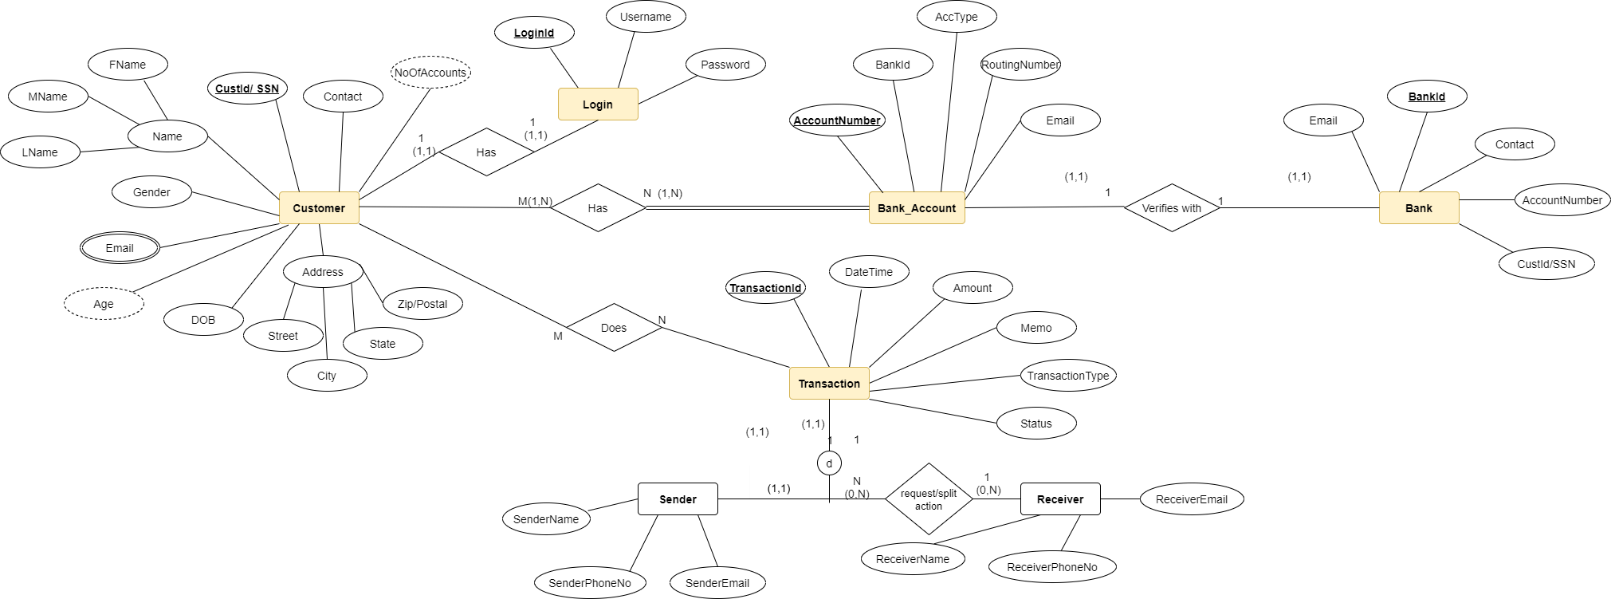 Username
AccType
LoginId
FName
NoOfAccounts
Password
BankId
RoutingNumber
CustId/ SSN
MName
Contact
BankId
Login
AccountNumber
Email
Email
Name
1
(1,1)
1
(1,1)
Has
LName
Contact
Gender
(1,1)
(1,1)
M(1,N)
N (1,N)
1
1
Customer
Has
Bank_Account
Verifies with
Bank
AccountNumber
Email
Address
DateTime
CustId/SSN
TransactionId
Amount
Age
Zip/Postal
DOB
Street
N
Does
Memo
M
State
City
Transaction
TransactionType
(1,1)
Status
(1,1)
1
1
d
(1,1)
N
(0,N)
request/split
action
1
(0,N)
Sender
Receiver
ReceiverEmail
SenderName
ReceiverName
ReceiverPhoneNo
SenderPhoneNo
SenderEmail